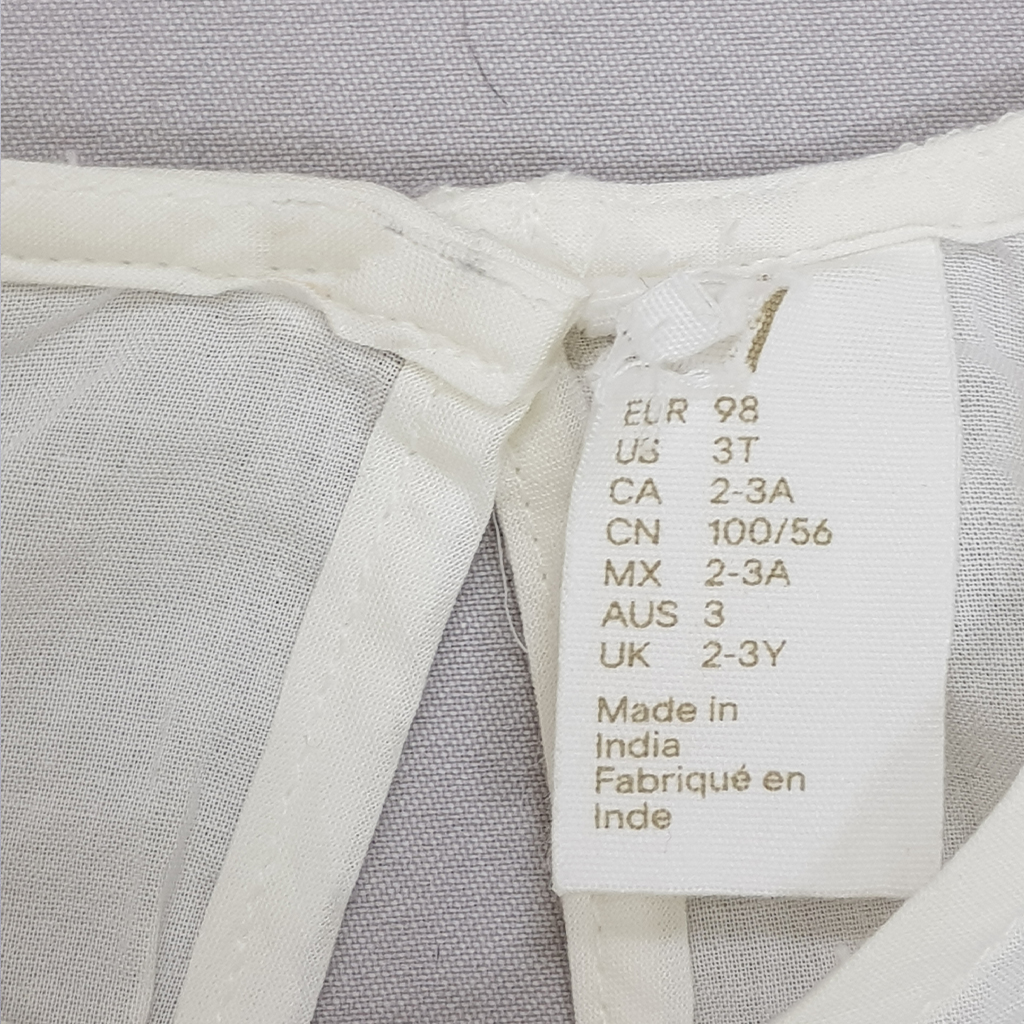 EUR 98
US 3T
CA 2-3A
CN 100/56
MX 2-3A
AUS 3
UK 2-3Y
Made in
India
Fabriqué en
Inde